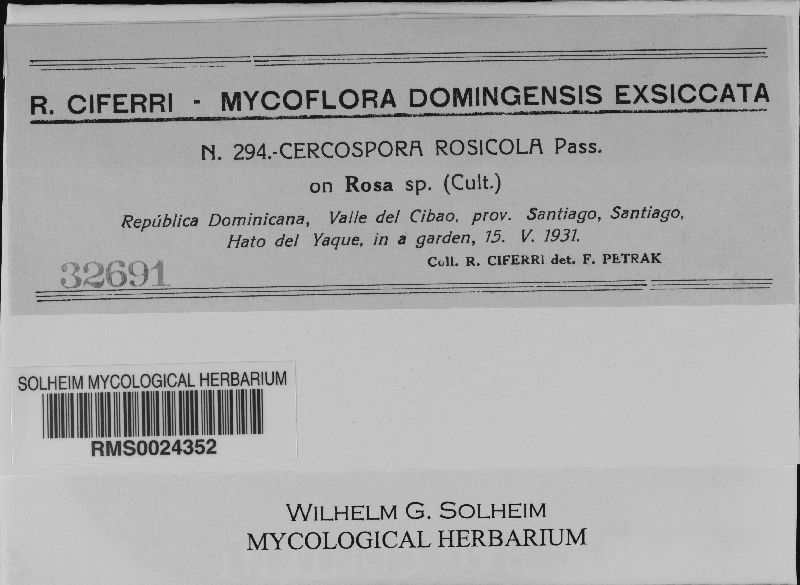 R. CIFERRI - MYCOFLORA DOMINGENSIS EXSICCATA
N. 294.-CERCOSPORA ROSICOLA Pass.
on Rosa sp. (Cult.)
República Dominicana, Valle del Cibao, prov. Santiago, Santiago,
Hato del Yaque, in a garden, 15. V. 1931.
Coll. R. CIFERRI det. F. PETRAK
32691
SOLHEIM MYCOLOGICAL HERBARIUM
RMS0024352
WILHELM G. SOLHEIM
MYCOLOGICAL HERBARIUM